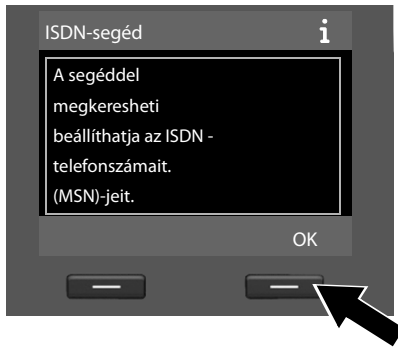 ISDN-segéd i
A segéddel
megkeresheti
beállíthatja az ISDN -
telefonszámait.
(MSN)-jeit.
OK